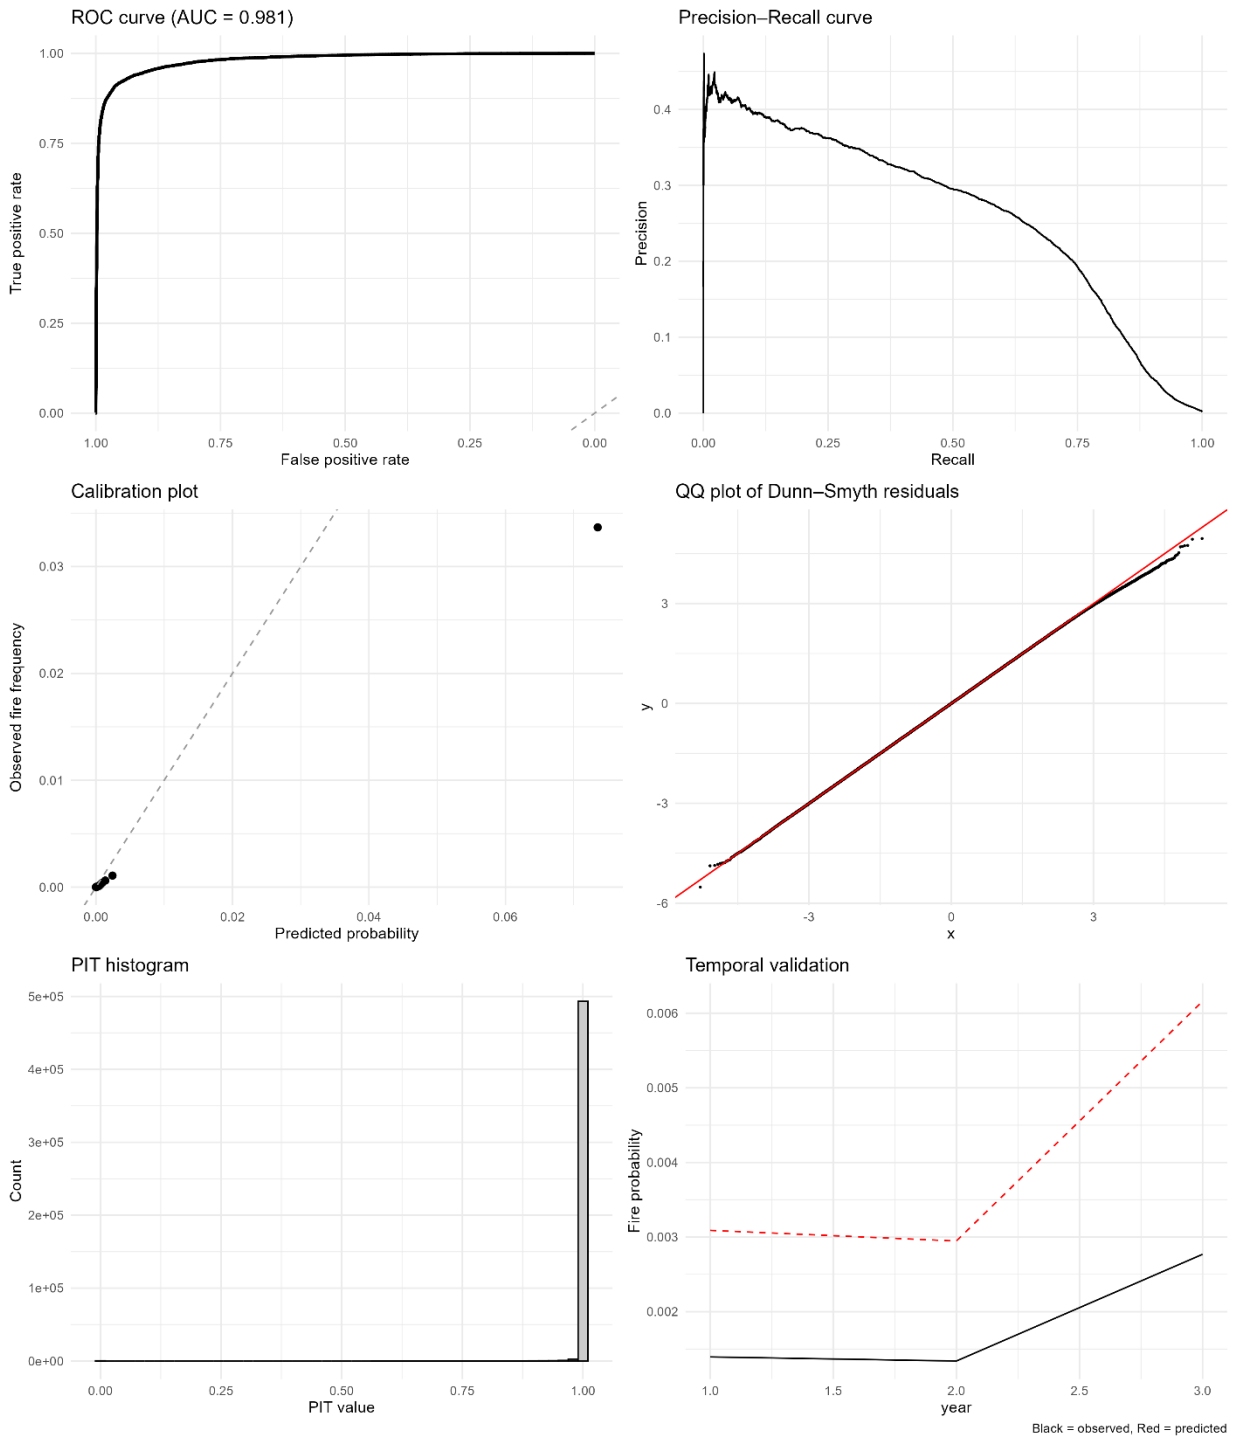 ROC curve (AUC = 0.981)
True positive rate
1.00
0.75
0.50
0.25
0.00
1.00 0.75 0.50 0.25 0.00
False positive rate
Precision–Recall curve
Precision
0.4
0.3
0.2
0.1
0.0
0.00 0.25 0.50 0.75 1.00
Recall
Calibration plot
Observed fire frequency
0.03
0.02
0.01
0.00
0.00 0.02 0.04 0.06
Predicted probability
QQ plot of Dunn–Smyth residuals
y
3
0
-3
-6
-3 0 3
x
PIT histogram
Count
5e+05
4e+05
3e+05
2e+05
1e+05
0e+00
0.00 0.25 0.50 0.75 1.00
PIT value
Temporal validation
Fire probability
0.006
0.005
0.004
0.003
0.002
1.0 1.5 2.0 2.5 3.0
year
Black = observed, Red = predicted